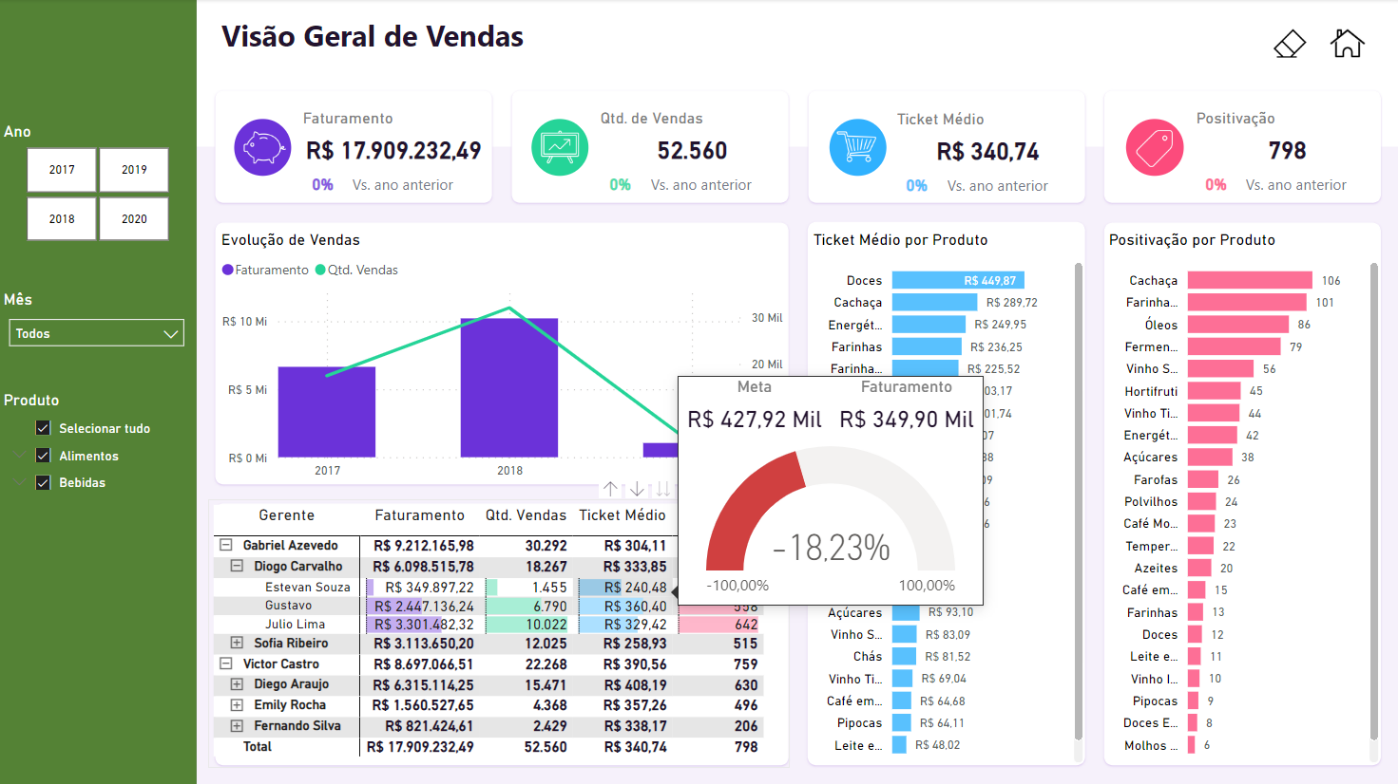 Visão Geral de Vendas
Ano
2017 2019
2018 2020
Mês
Todos
Produto
Selecionar tudo
Alimentos
Bebidas
Faturamento
R$ 17.909.232,49
0% Vs. ano anterior
Qtd. de Vendas
52.560
0% Vs. ano anterior
Ticket Médio
R$ 340,74
0% Vs. ano anterior
Positivação
798
0% Vs. ano anterior
Evolução de Vendas
Faturamento Qtd. Vendas
R$ 10 Mi
R$ 5 Mi
R$ 0 Mi
30 Mil
20 Mil
2017 2018
Gerente Faturamento Qtd. Vendas Ticket Médio
Gabriel Azevedo R$ 9.212.165,98 30.292 R$ 304,11
Diogo Carvalho R$ 6.098.515,78 18.267 R$ 333,85
Estevan Souza R$ 349.897,22 1.455 R$ 240,48
Gustavo R$ 2.447.136,24 6.790 R$ 360,40 558
Julio Lima R$ 3.301.482,32 10.022 R$ 329,42 642
Sofia Ribeiro R$ 3.113.650,20 12.025 R$ 258,93 515
Victor Castro R$ 8.697.066,51 22.268 R$ 390,56 759
Diego Araujo R$ 6.315.114,25 15.471 R$ 408,19 630
Emily Rocha R$ 1.560.527,65 4.368 R$ 357,26 496
Fernando Silva R$ 821.424,61 2.429 R$ 338,17 206
Total R$ 17.909.232,49 52.560 R$ 340,74 798
Meta Faturamento
R$ 427,92 Mil R$ 349,90 Mil
-18,23%
-100,00% 100,00%
Ticket Médio por Produto
Doces R$ 449,87
Cachaça R$ 289,72
Energét... R$ 249,95
Farinhas R$ 236,25
Farinha... R$ 225,52
03,17
01,74
07
38
09
6
6
Açúcares R$ 93,10
Vinho S... R$ 83,09
Chás R$ 81,52
Vinho Ti... R$ 69,04
Café em... R$ 64,68
Pipocas R$ 64,11
Leite e... R$ 48,02
Positivação por Produto
Cachaça 106
Farinha... 101
Óleos 86
Fermen... 79
Vinho S... 56
Hortifruti 45
Vinho Ti... 44
Energét... 42
Açúcares 38
Farofas 26
Polvilhos 24
Café Mo... 23
Temper... 22
Azeites 20
Café em... 15
Farinhas 13
Doces 12
Leite e... 11
Vinho I... 10
Pipocas 9
Doces E... 8
Molhos ... 6